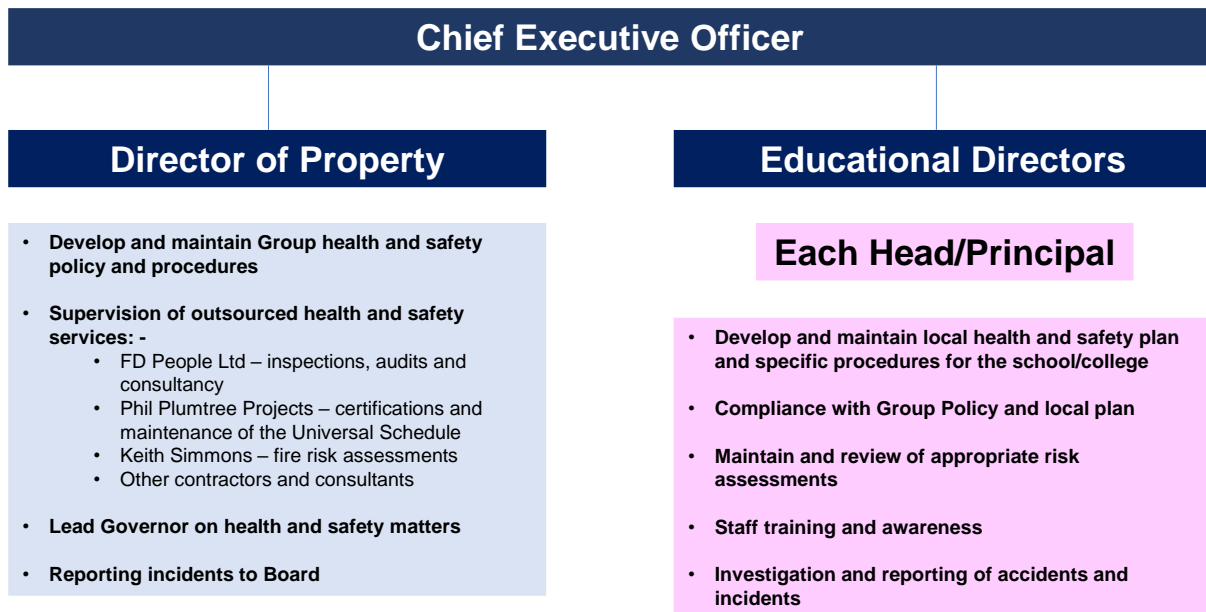 Chief Executive Officer
Director of Property
• Develop and maintain Group health and safety
policy and procedures
• Supervision of outsourced health and safety
services: -
• FD People Ltd – inspections, audits and
consultancy
• Phil Plumtree Projects – certifications and
maintenance of the Universal Schedule
• Keith Simmons – fire risk assessments
• Other contractors and consultants
• Lead Governor on health and safety matters
• Reporting incidents to Board
Educational Directors
Each Head/Principal
• Develop and maintain local health and safety plan
and specific procedures for the school/college
• Compliance with Group Policy and local plan
• Maintain and review of appropriate risk
assessments
• Staff training and awareness
• Investigation and reporting of accidents and
incidents